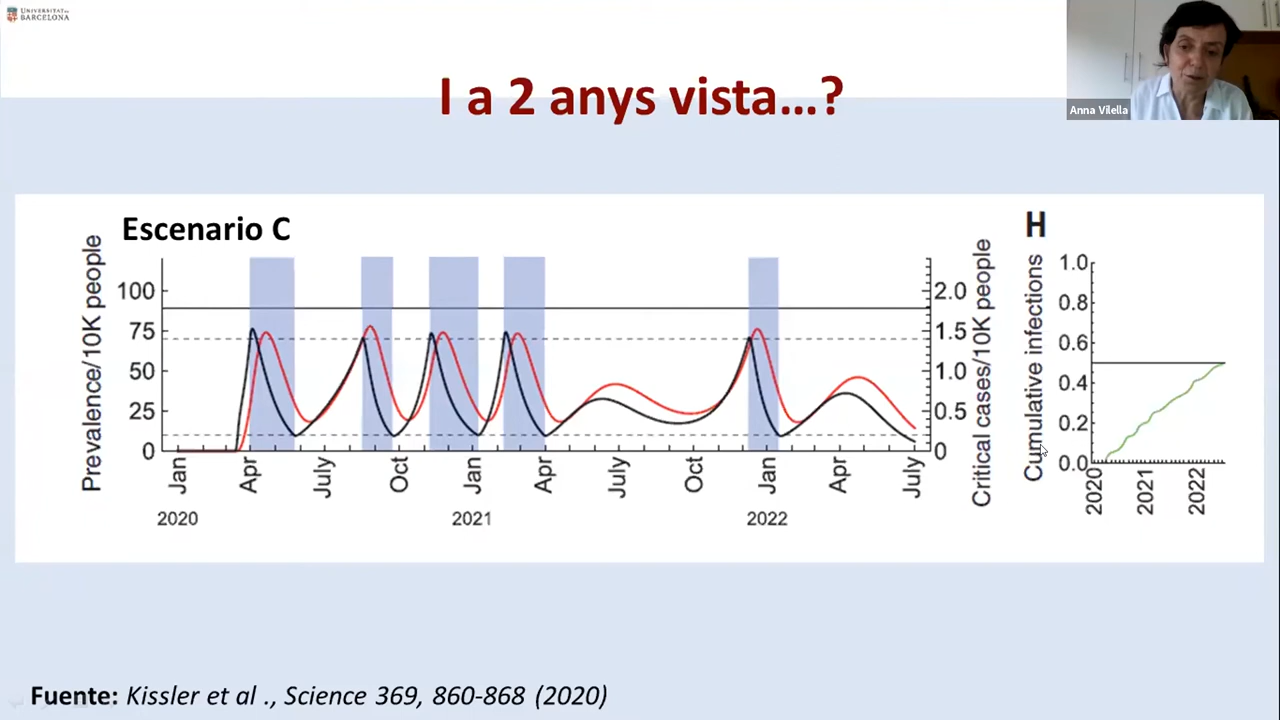 UNIVERSITAT DE
BARCELONA
I a 2 anys vista...?
Anna Vilella
Escenario C
Prevalence/10K people
100
75
50
25
0
2.0
1.5
1.0
0.5
0
Critical cases/10K people
Jan
Apr
July
Oct
Jan
Apr
July
Oct
Jan
Apr
July
2020
2021
2022
H
Cumulative infections
1.0
0.8
0.6
0.4
0.2
0.0
2020
2021
2022
Fuente: Kissler et al ., Science 369, 860-868 (2020)